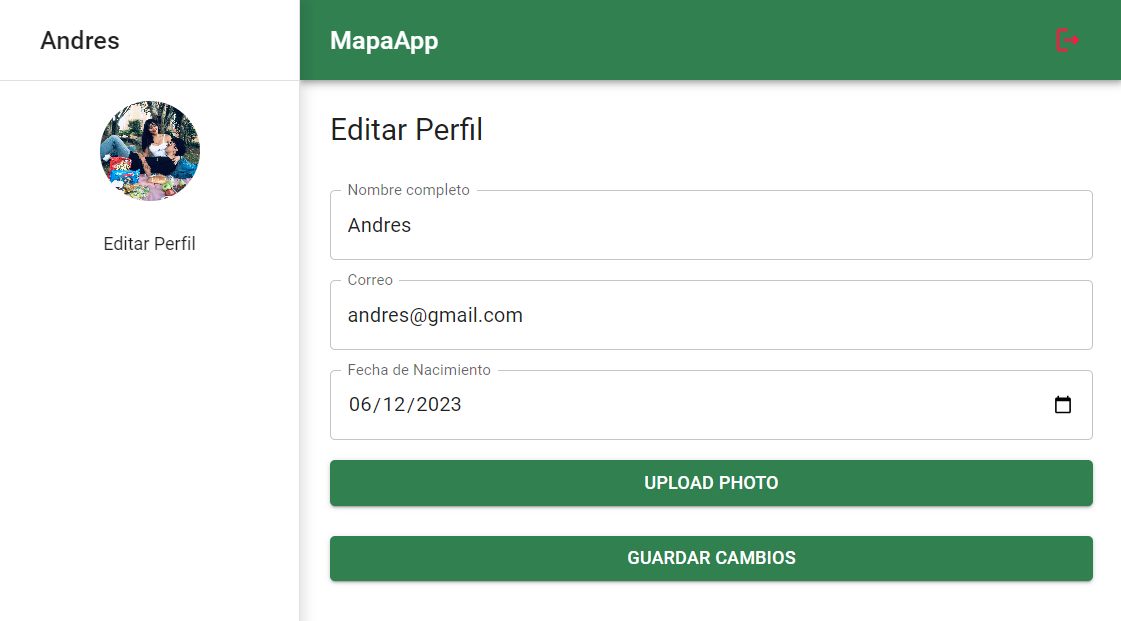 Andres
MapaApp
Editar Perfil
Editar Perfil
Nombre completo
Andres
Correo
andres@gmail.com
Fecha de Nacimiento
06/12/2023
UPLOAD PHOTO
GUARDAR CAMBIOS